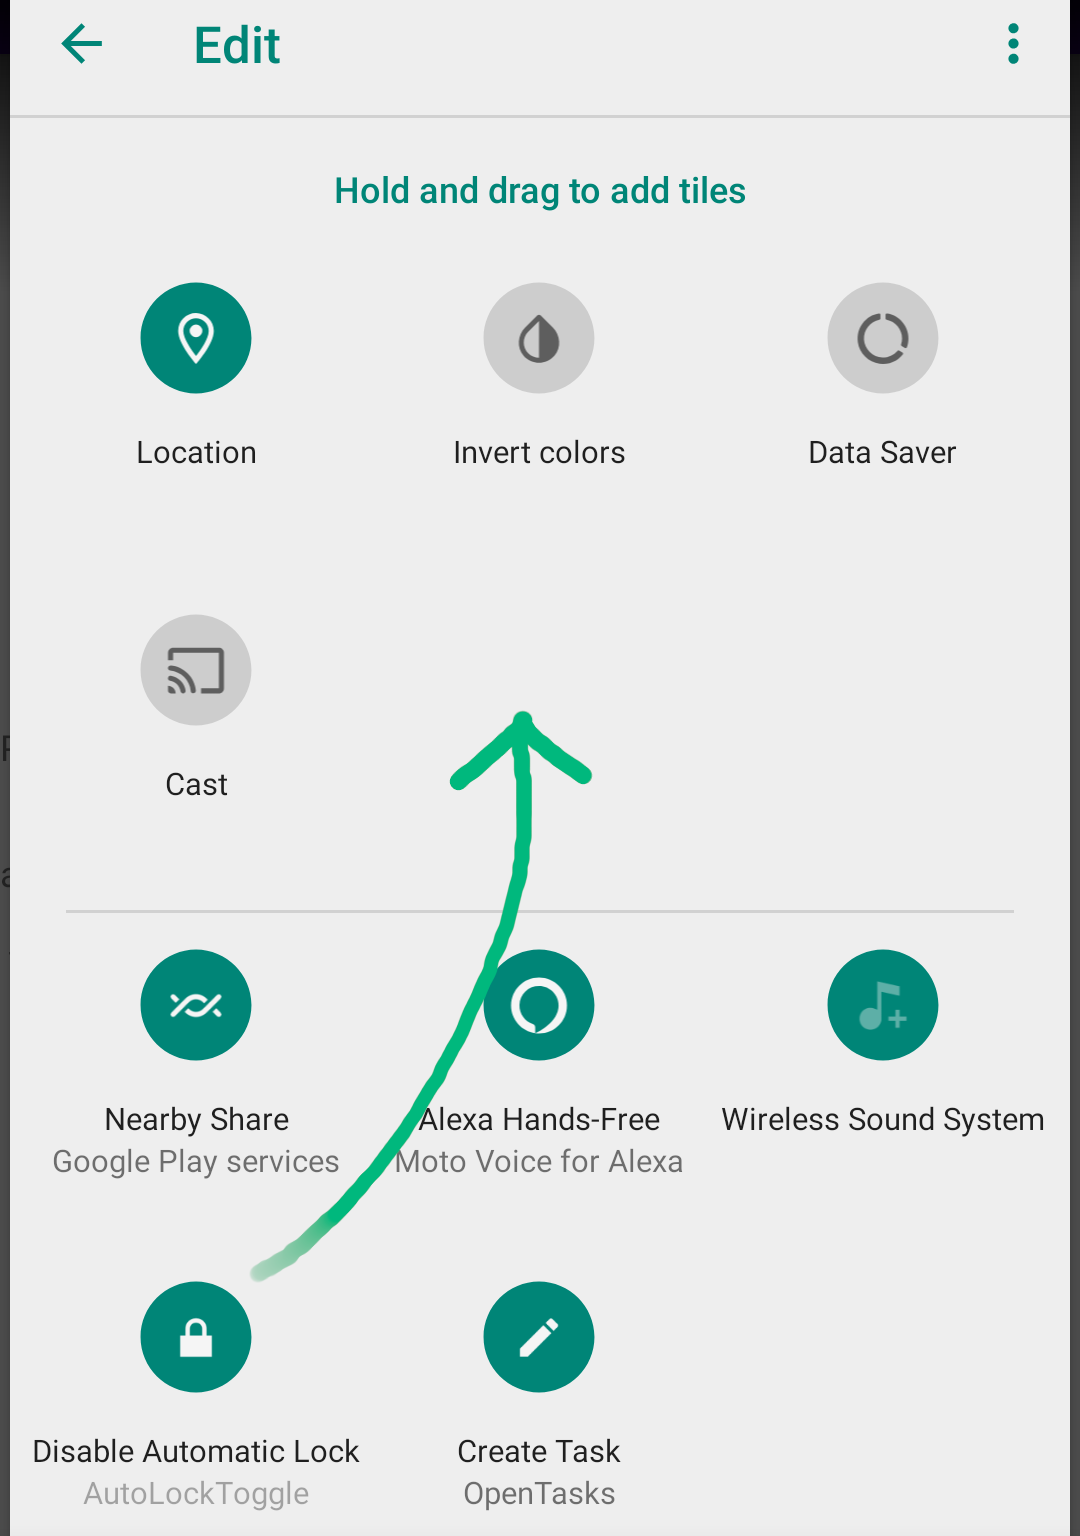 Edit
Hold and drag to add tiles
Location
Invert colors
Data Saver
Cast
Nearby Share
Google Play services
Alexa Hands-Free
Moto Voice for Alexa
Wireless Sound System
Disable Automatic Lock
AutoLockToggle
Create Task
OpenTasks